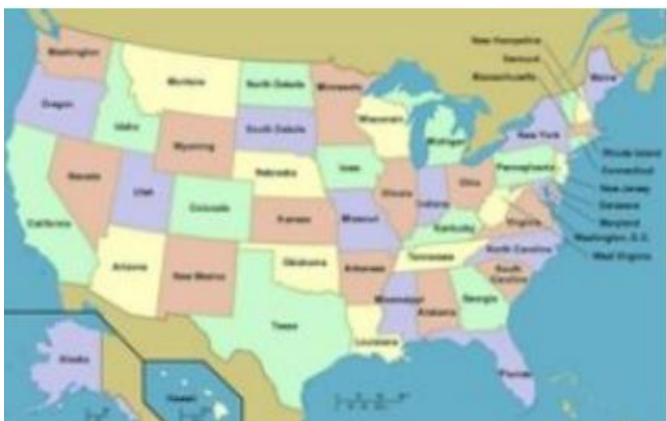 Washington
Montana
North Dakota
Minnesota
New Hampshire
Vermont
Massachusetts
Maine
Oregon
Idaho
Wyoming
South Dakota
Wisconsin
Michigan
New York
Rhode Island
Connecticut
New Jersey
Delaware
Maryland
Washington, D.C.
West Virginia
Nevada
Utah
Colorado
Nebraska
Iowa
Illinois
Indiana
Ohio
Pennsylvania
California
Kansas
Missouri
Kentucky
Virginia
Arizona
New Mexico
Oklahoma
Arkansas
Tennessee
North Carolina
South
Carolina
Texas
Louisiana
Mississippi
Alabama
Georgia
Florida
Alaska
Hawaii